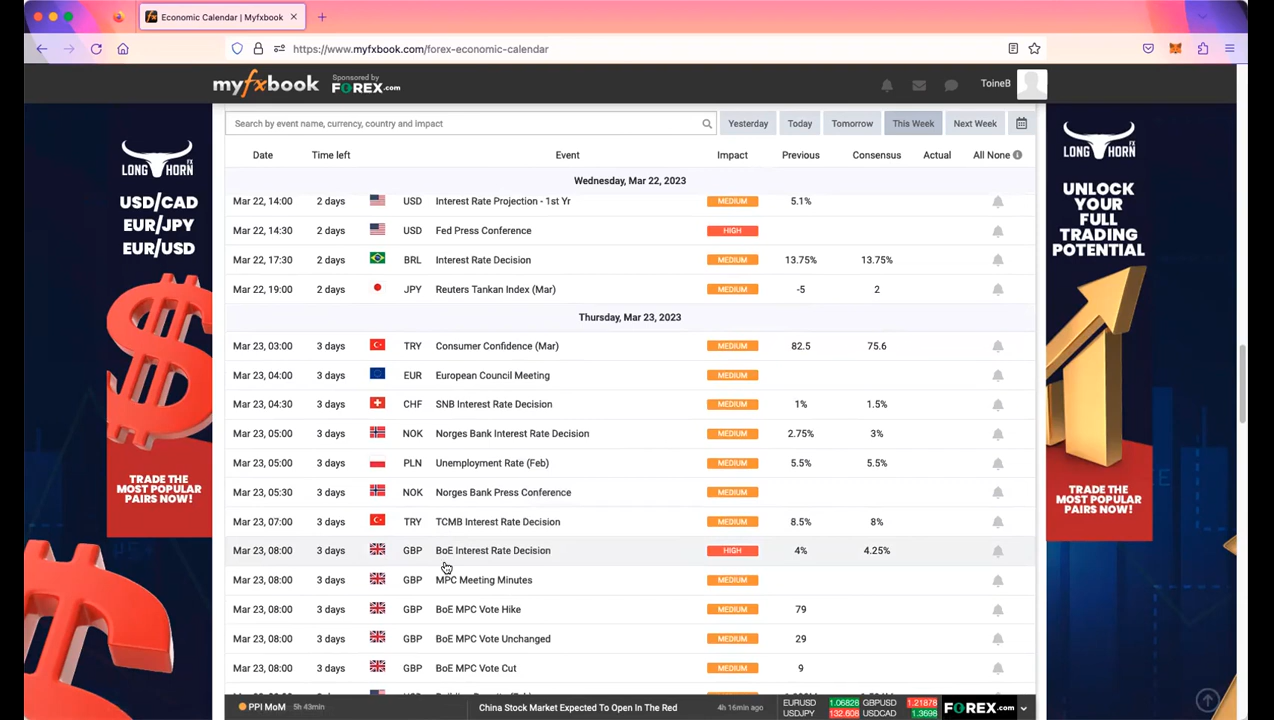 Economic Calendar | Myfxbook
https://www.myfxbook.com/forex-economic-calendar
myfxbook Sponsored by FOREX.com
ToineB
Search by event name, currency, country and impact Yesterday Today Tomorrow This Week Next Week
Date Time left Event Impact Previous Consensus Actual All None
Wednesday, Mar 22, 2023
Mar 22, 14:00 2 days USD Interest Rate Projection - 1st Yr MEDIUM 5.1%
Mar 22, 14:30 2 days USD Fed Press Conference HIGH
Mar 22, 17:30 2 days BRL Interest Rate Decision MEDIUM 13.75% 13.75%
Mar 22, 19:00 2 days JPY Reuters Tankan Index (Mar) MEDIUM -5 2
Thursday, Mar 23, 2023
Mar 23, 03:00 3 days TRY Consumer Confidence (Mar) MEDIUM 82.5 75.6
Mar 23, 04:00 3 days EUR European Council Meeting MEDIUM
Mar 23, 04:30 3 days CHF SNB Interest Rate Decision MEDIUM 1% 1.5%
Mar 23, 05:00 3 days NOK Norges Bank Interest Rate Decision MEDIUM 2.75% 3%
Mar 23, 05:00 3 days PLN Unemployment Rate (Feb) MEDIUM 5.5% 5.5%
Mar 23, 05:30 3 days NOK Norges Bank Press Conference MEDIUM
Mar 23, 07:00 3 days TRY TCMB Interest Rate Decision MEDIUM 8.5% 8%
Mar 23, 08:00 3 days GBP BoE Interest Rate Decision HIGH 4% 4.25%
Mar 23, 08:00 3 days GBP MPC Meeting Minutes MEDIUM
Mar 23, 08:00 3 days GBP BoE MPC Vote Hike MEDIUM 79
Mar 23, 08:00 3 days GBP BoE MPC Vote Unchanged MEDIUM 29
Mar 23, 08:00 3 days GBP BoE MPC Vote Cut MEDIUM 9
PPI MoM 5h 43min China Stock Market Expected To Open In The Red 4h 16min ago
EURUSD 1.06826 GBPUSD 1.21878
USDJPY 132.608 USDCAD 1.3696
FOREX.com
LONG HORN FX
USD/CAD
EUR/JPY
EUR/USD
TRADE THE
MOST POPULAR
PAIRS NOW!
LONG HORN FX
UNLOCK
YOUR
FULL
TRADING
POTENTIAL
TRADE THE
MOST POPULAR
PAIRS NOW!